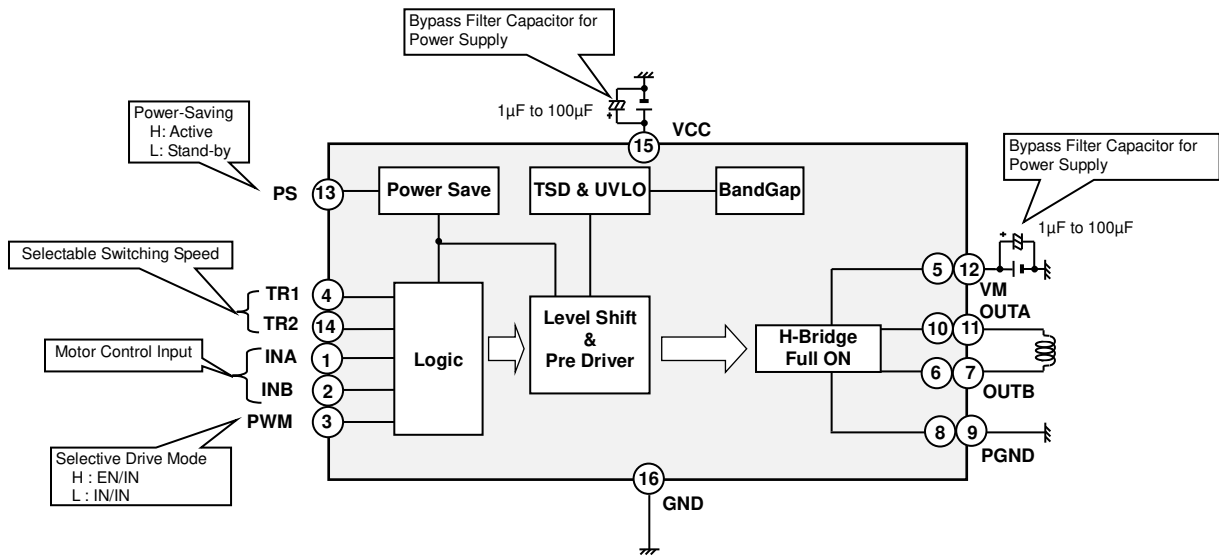 Bypass Filter Capacitor for
Power Supply
1µF to 100µF
VCC
15
Power-Saving
H: Active
L: Stand-by
Bypass Filter Capacitor for
Power Supply
PS
13
Power Save
TSD & UVLO
BandGap
+
1µF to 100µF
+
Selectable Switching Speed
TR1
4
TR2
14
5
12
VM
Motor Control Input
INA
1
INB
2
PWM
3
Logic
Level Shift
&
Pre Driver
H-Bridge
Full ON
OUTA
10
11
6
7
OUTB
8
9
PGND
Selective Drive Mode
H : EN/IN
L : IN/IN
16
GND